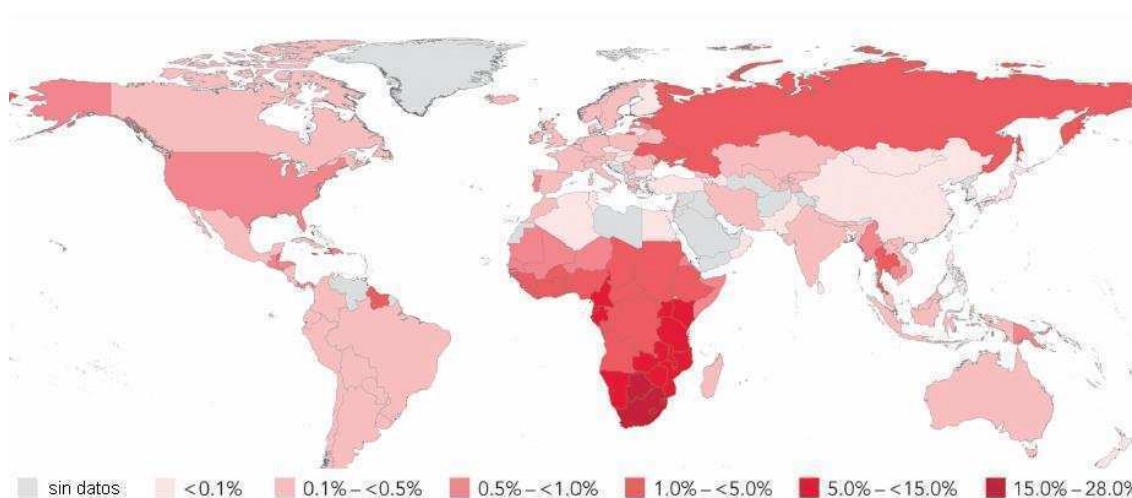 sin datos <0.1% 0.1% – <0.5% 0.5% – <1.0% 1.0% – <5.0% 5.0% – <15.0% 15.0% – 28.0%